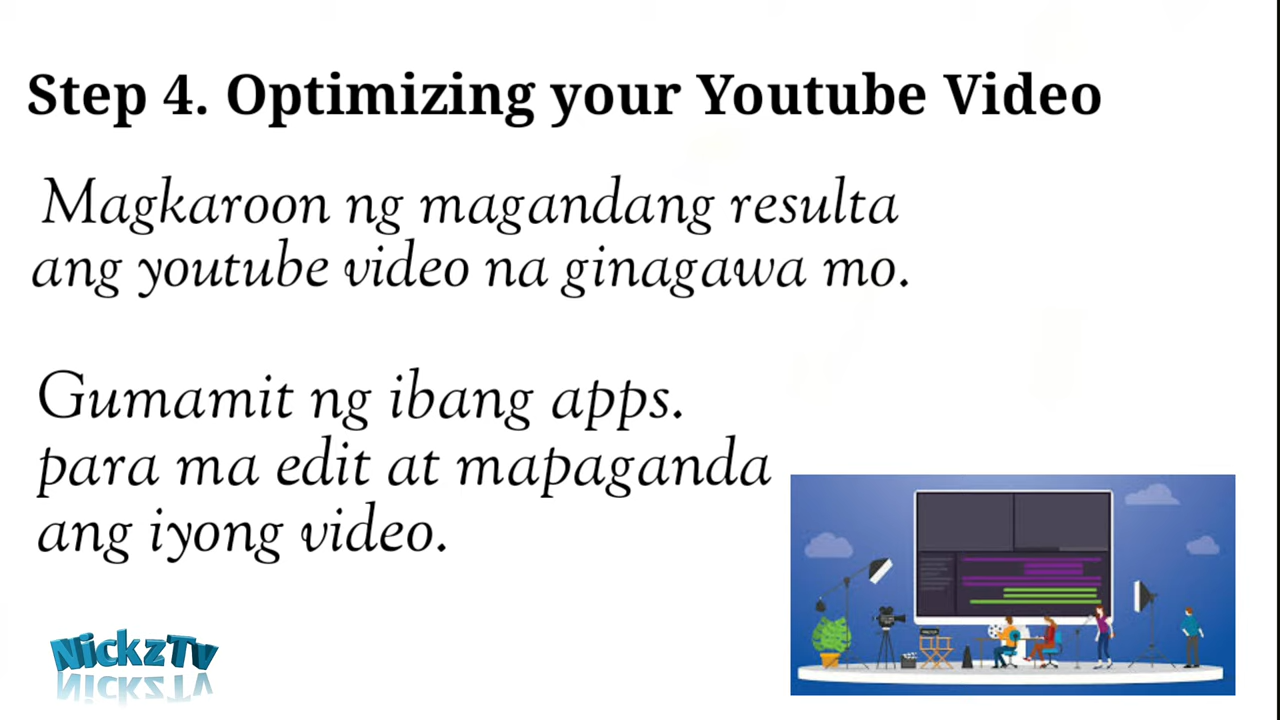 Step 4. Optimizing your Youtube Video
Magkaroon ng magandang resulta
ang youtube video na ginagawa mo.
Gumamit ng ibang apps.
para ma edit at mapaganda
ang iyong video.
NickzTv